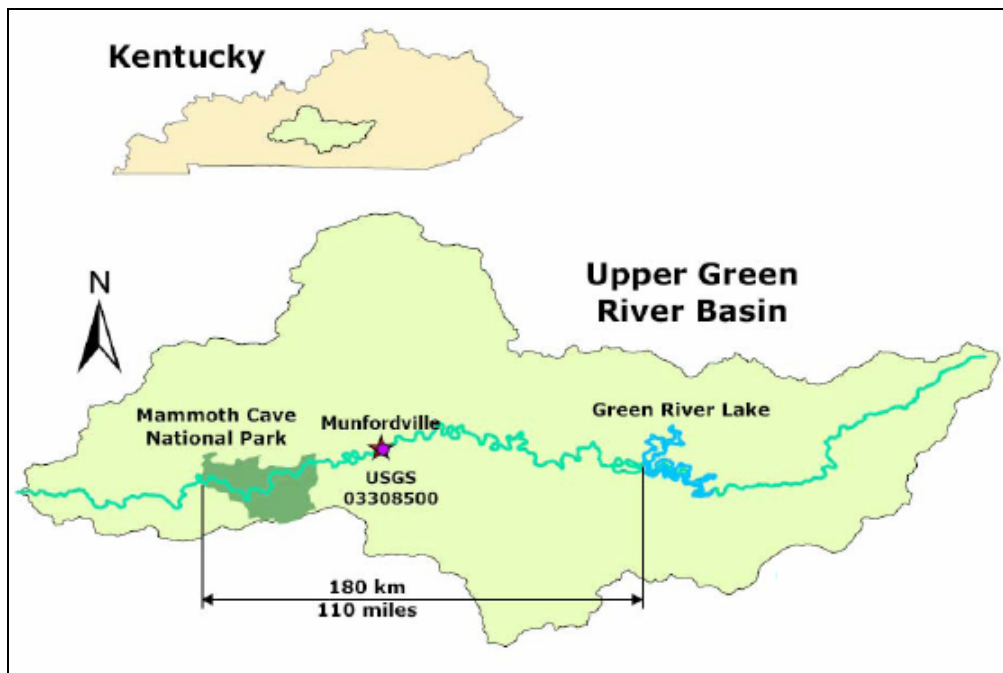 Kentucky
Upper Green
River Basin
N
Mammoth Cave
National Park
Munfordville
Green River Lake
USGS
03308500
180 km
110 miles